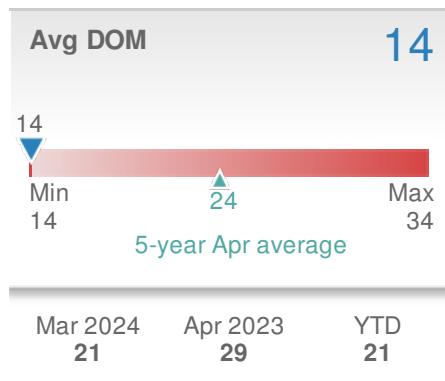 Avg DOM 14
14
Min 24 Max
14 34
5-year Apr average
Mar 2024 Apr 2023 YTD
21 29 21